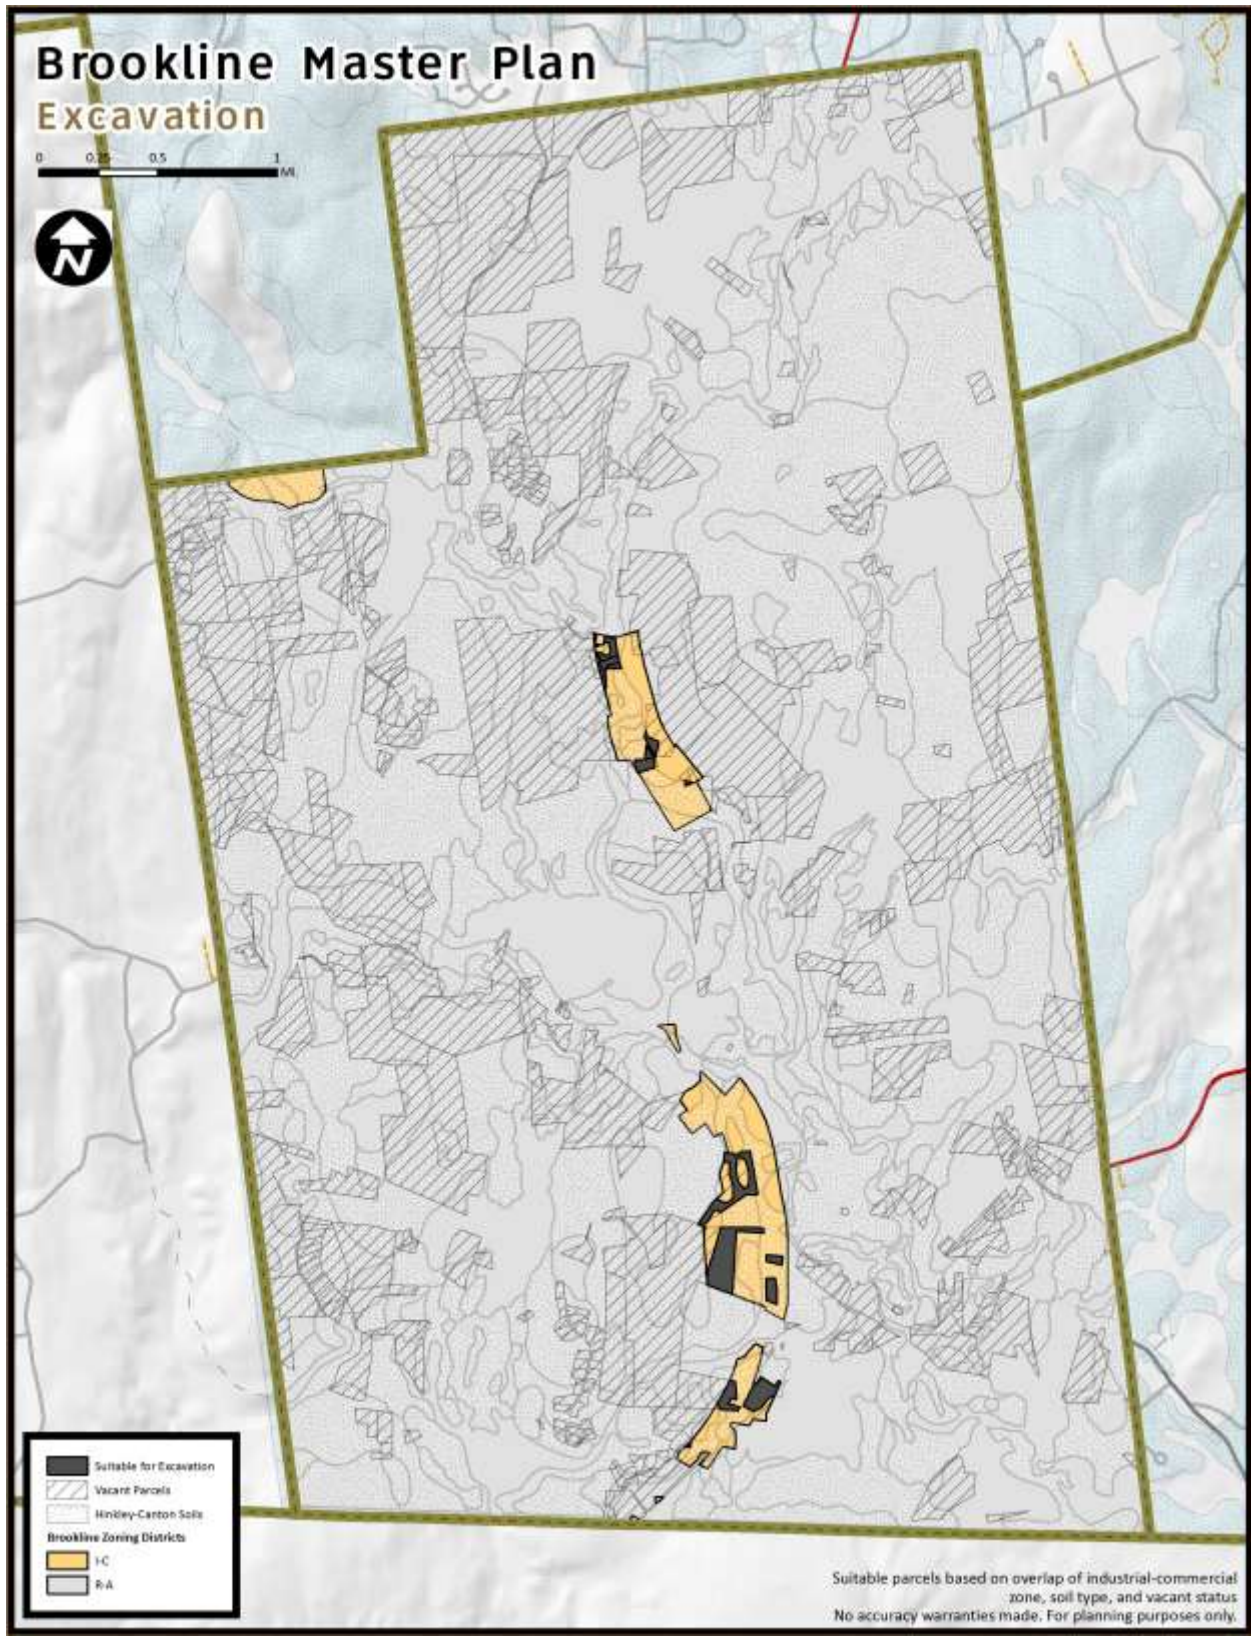 Brookline Master Plan
Excavation
0 0.25 0.5 1
Mi.
N
Suitable for Excavation
Vacant Parcels
Hinkley-Canton Soils
Brookline Zoning Districts
I-C
R-A
Suitable parcels based on overlap of industrial-commercial
zone, soil type, and vacant status
No accuracy warranties made. For planning purposes only.